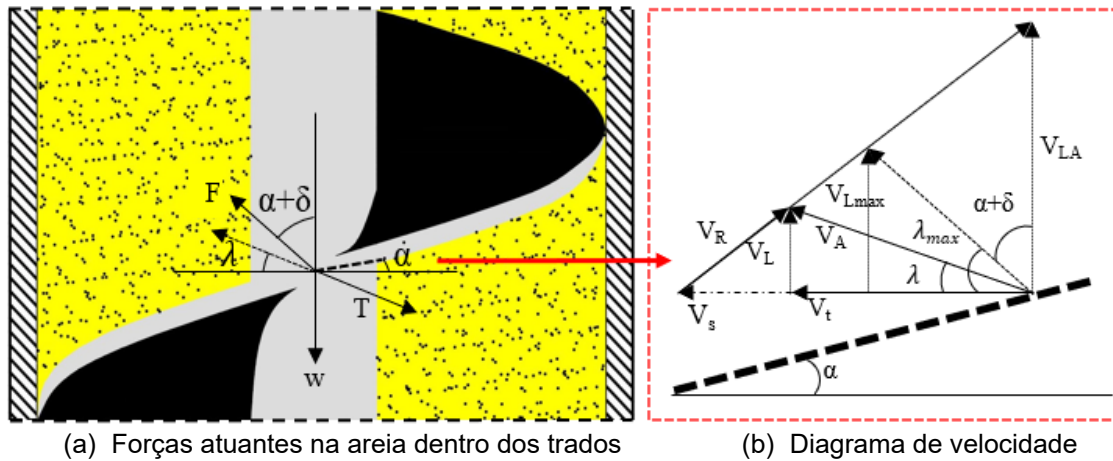 F
α+δ
λ
α
T
w
V_LA
V_Lmax
α+δ
V_R
V_L
V_A
λ_max
λ
V_s
V_t
α
(a) Forças atuantes na areia dentro dos trados
(b) Diagrama de velocidade